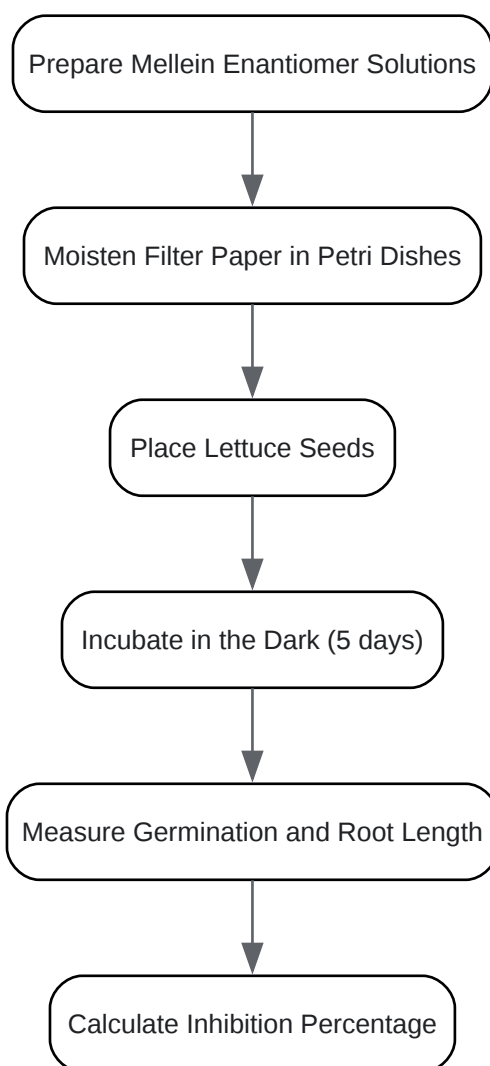 Prepare Mellein Enantiomer Solutions
Moisten Filter Paper in Petri Dishes
Place Lettuce Seeds
Incubate in the Dark (5 days)
Measure Germination and Root Length
Calculate Inhibition Percentage